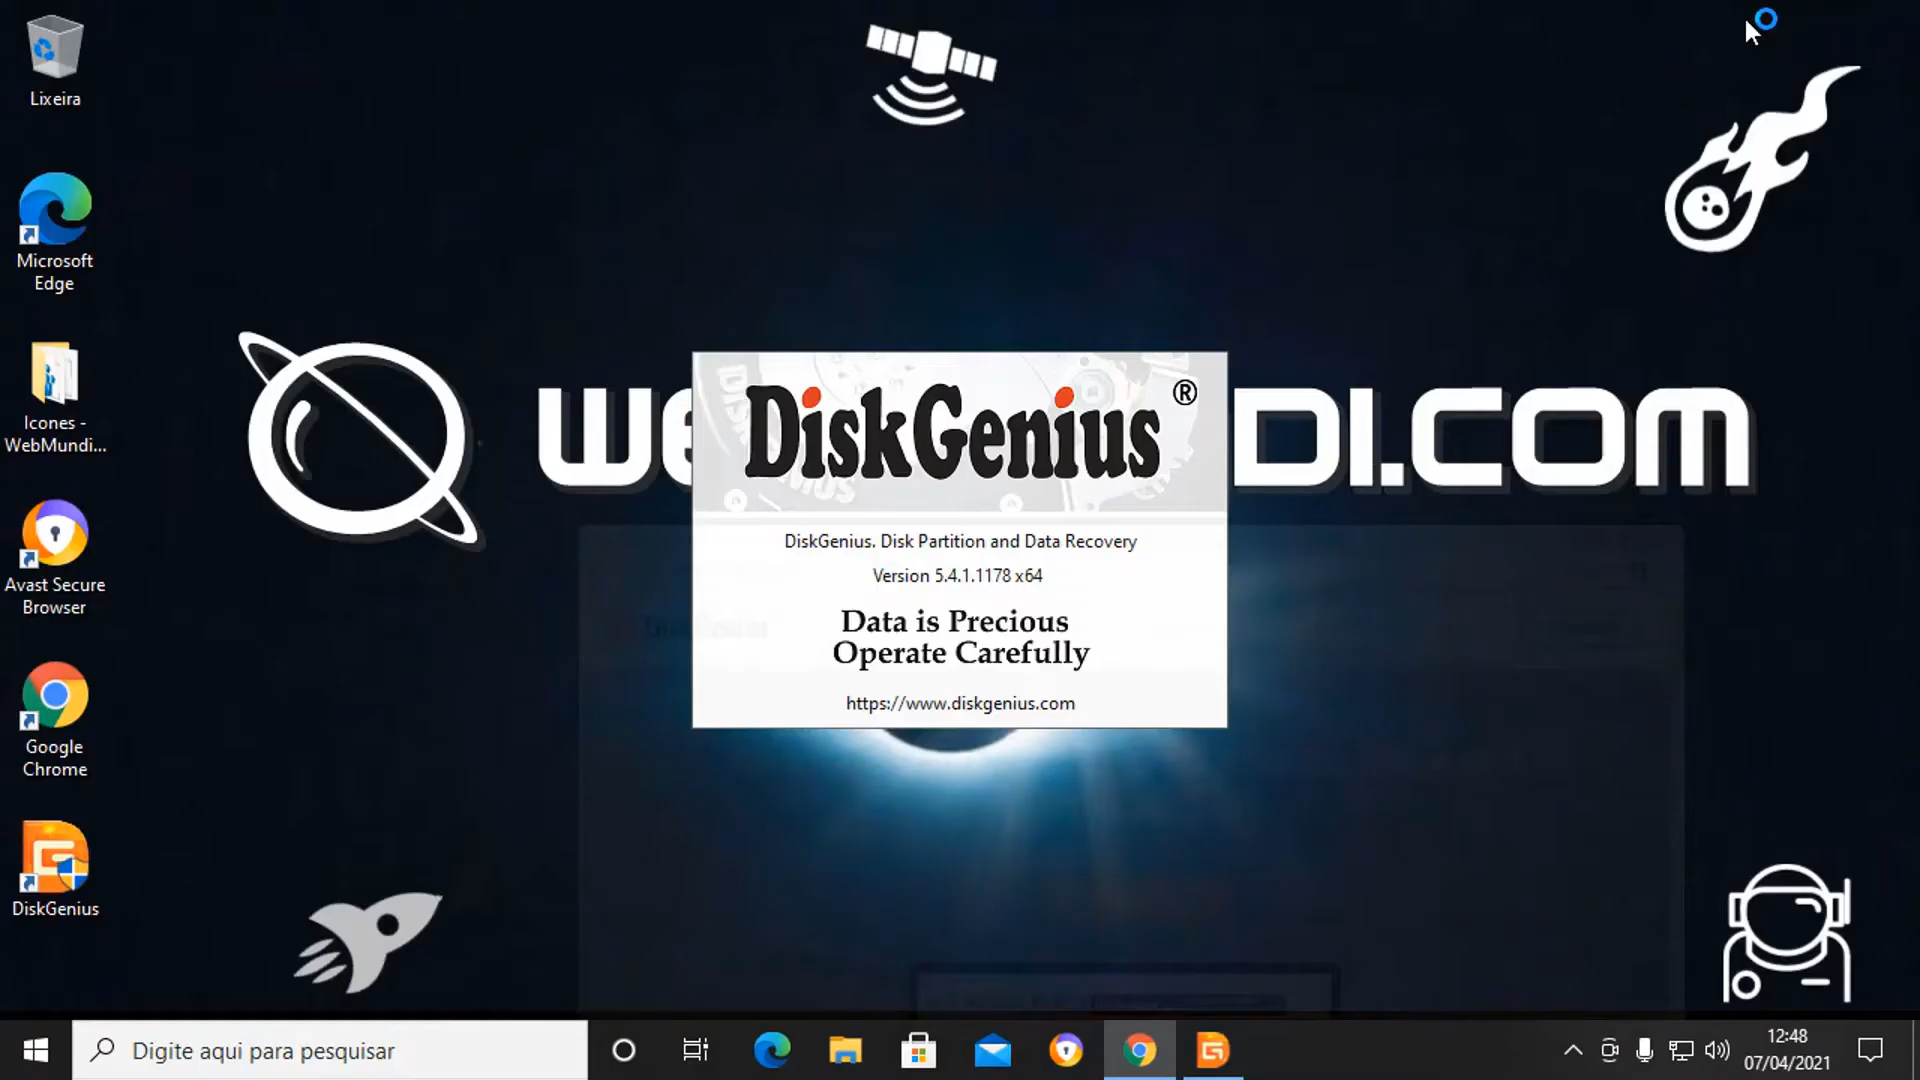 Lixeira
Microsoft
Edge
Icones -
WebMundi...
Avast Secure
Browser
Google
Chrome
DiskGenius
DI.COM
DiskGenius ®
DiskGenius. Disk Partition and Data Recovery
Version 5.4.1.1178 x64
Data is Precious
Operate Carefully
https://www.diskgenius.com
Digite aqui para pesquisar
12:48
07/04/2021